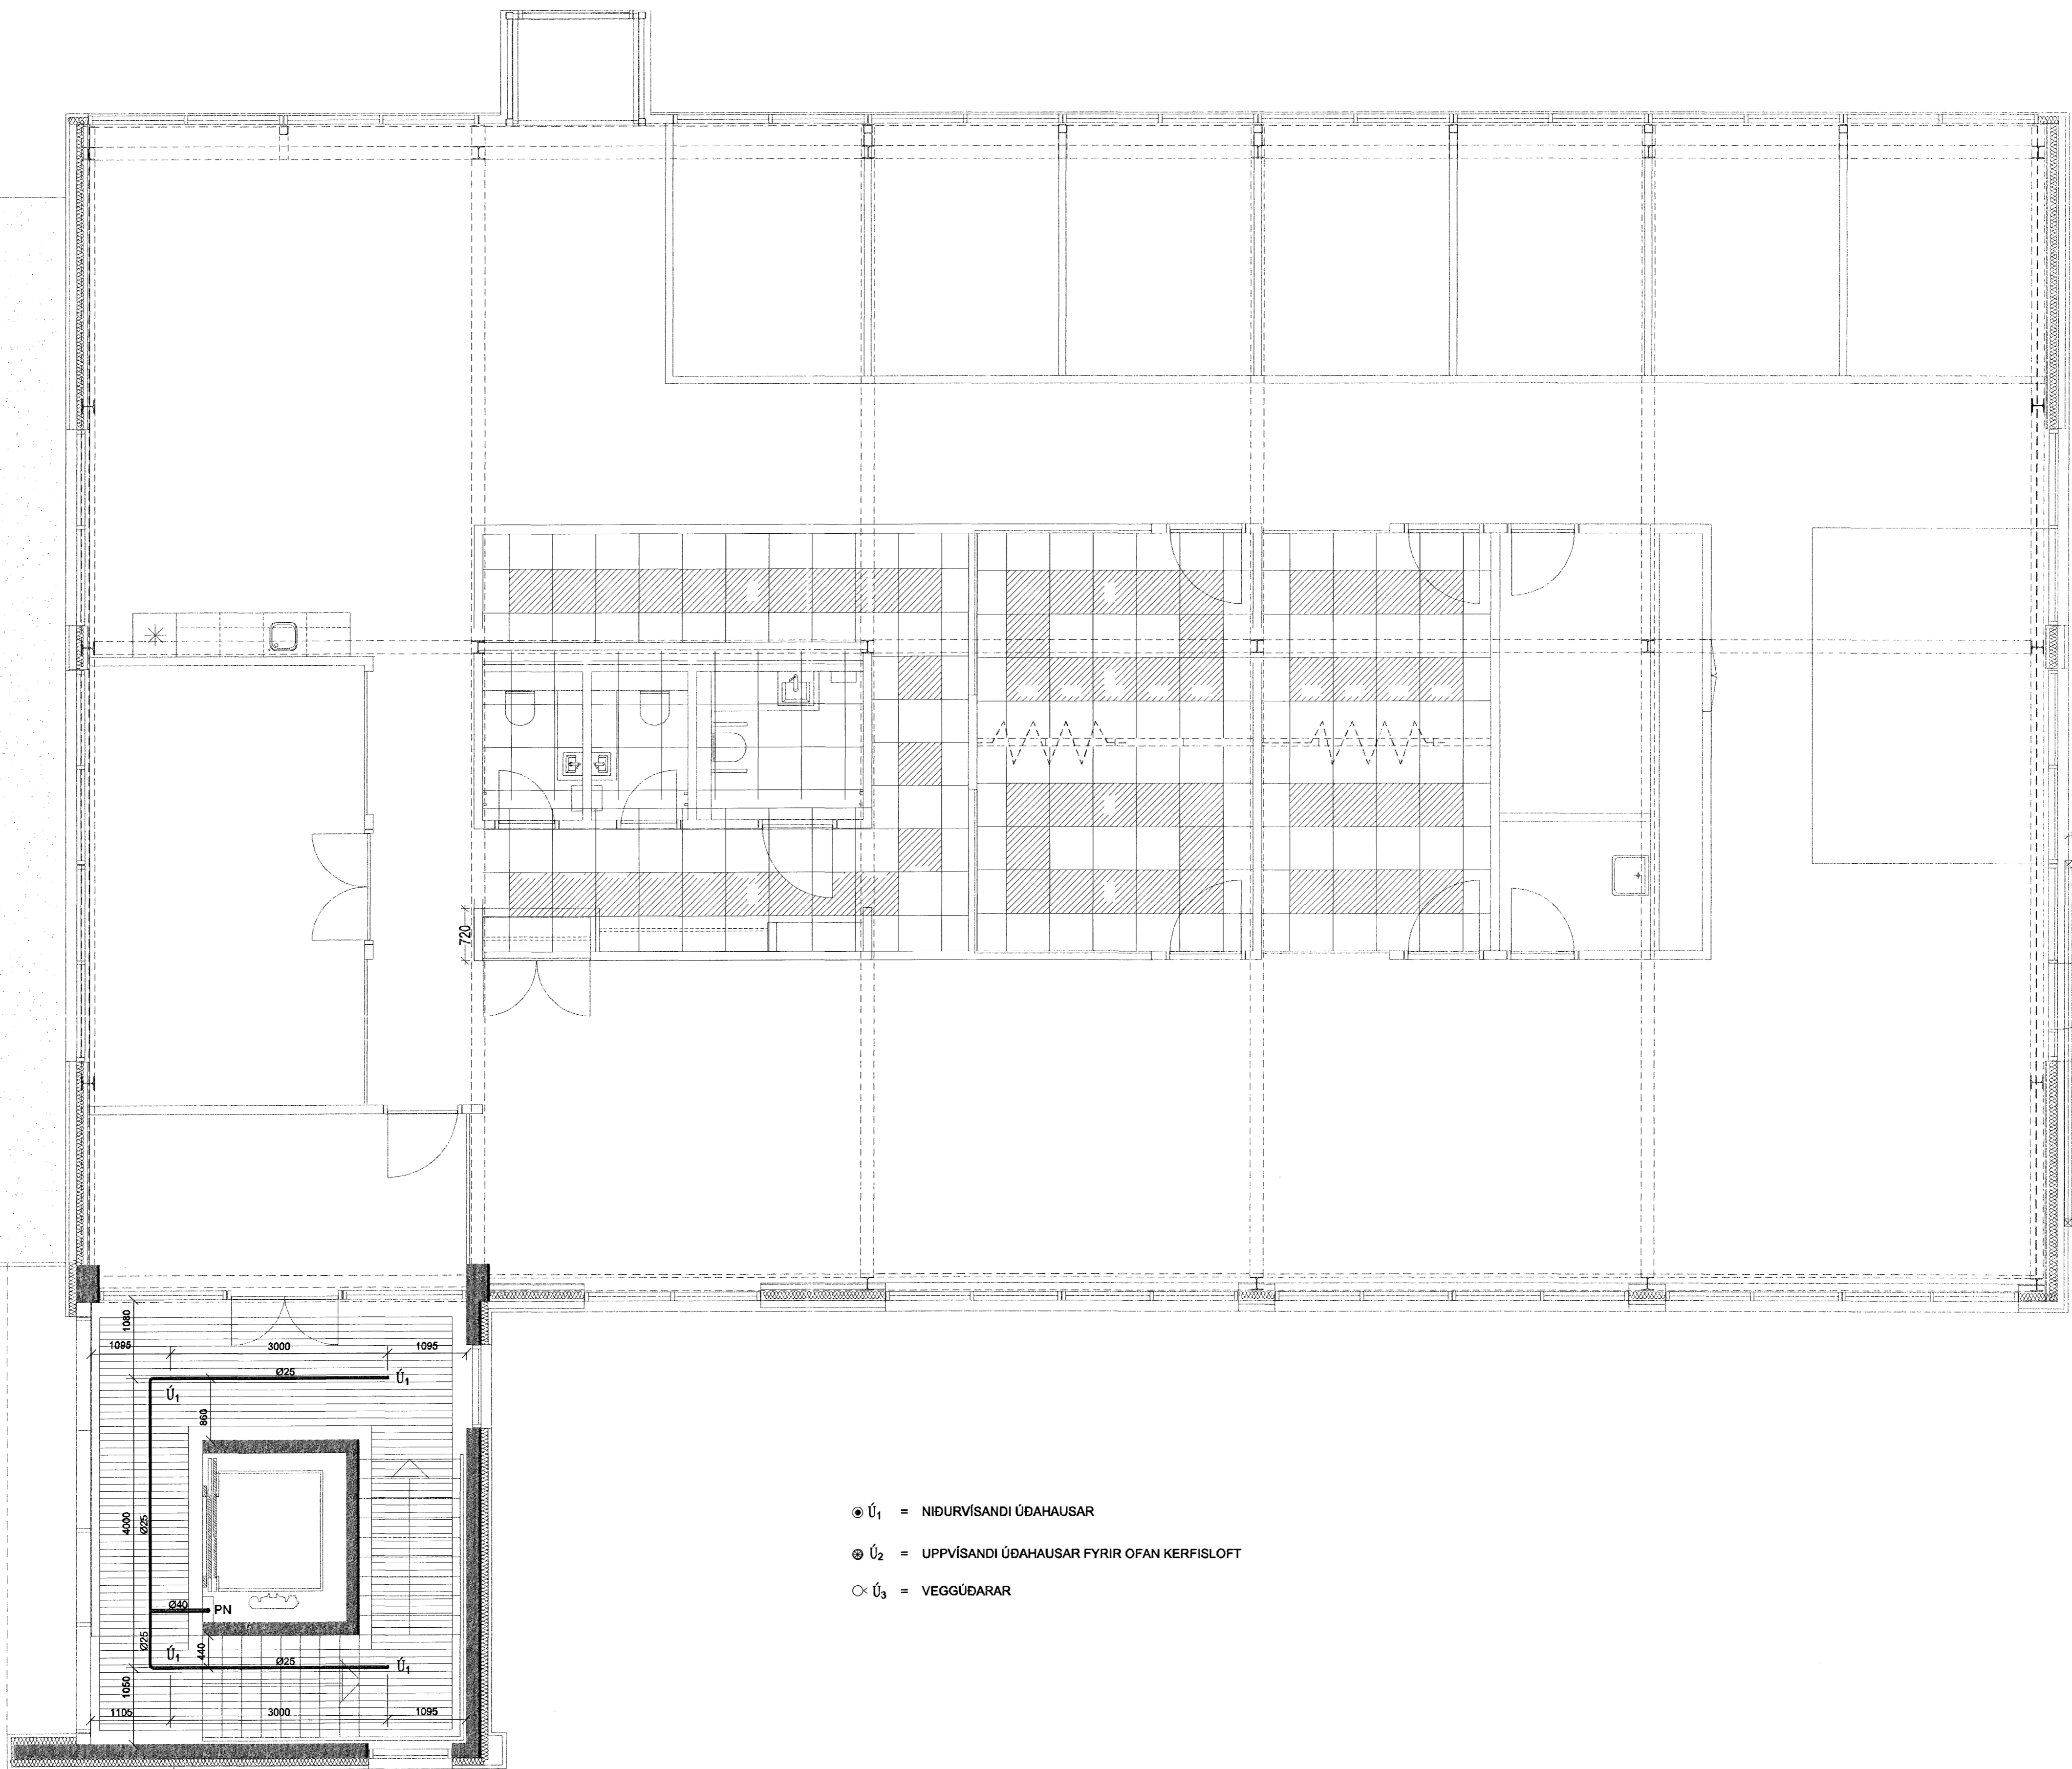 720
1080
1095 3000 1095
Ø25
Ú₁ Ú₁
860
4000
Ø25
Ø40 PN
Ø25
Ú₁ 440 Ø25 Ú₁
1050
1105 3000 1095
Ú₁ = NIÐURVÍSANDI ÚÐAHAUSAR
Ú₂ = UPPVÍSANDI ÚÐAHAUSAR FYRIR OFAN KERFISLOFT
Ú₃ = VEGGÚÐARAR